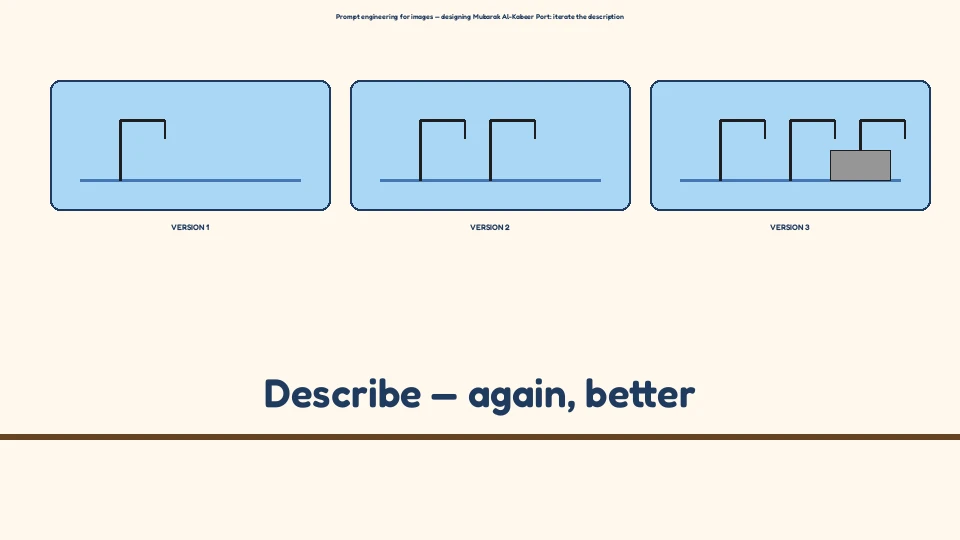 Prompt engineering for images — designing Mubarak Al-Kabeer Port: iterate the description
VERSION 1
VERSION 2
VERSION 3
Describe — again, better